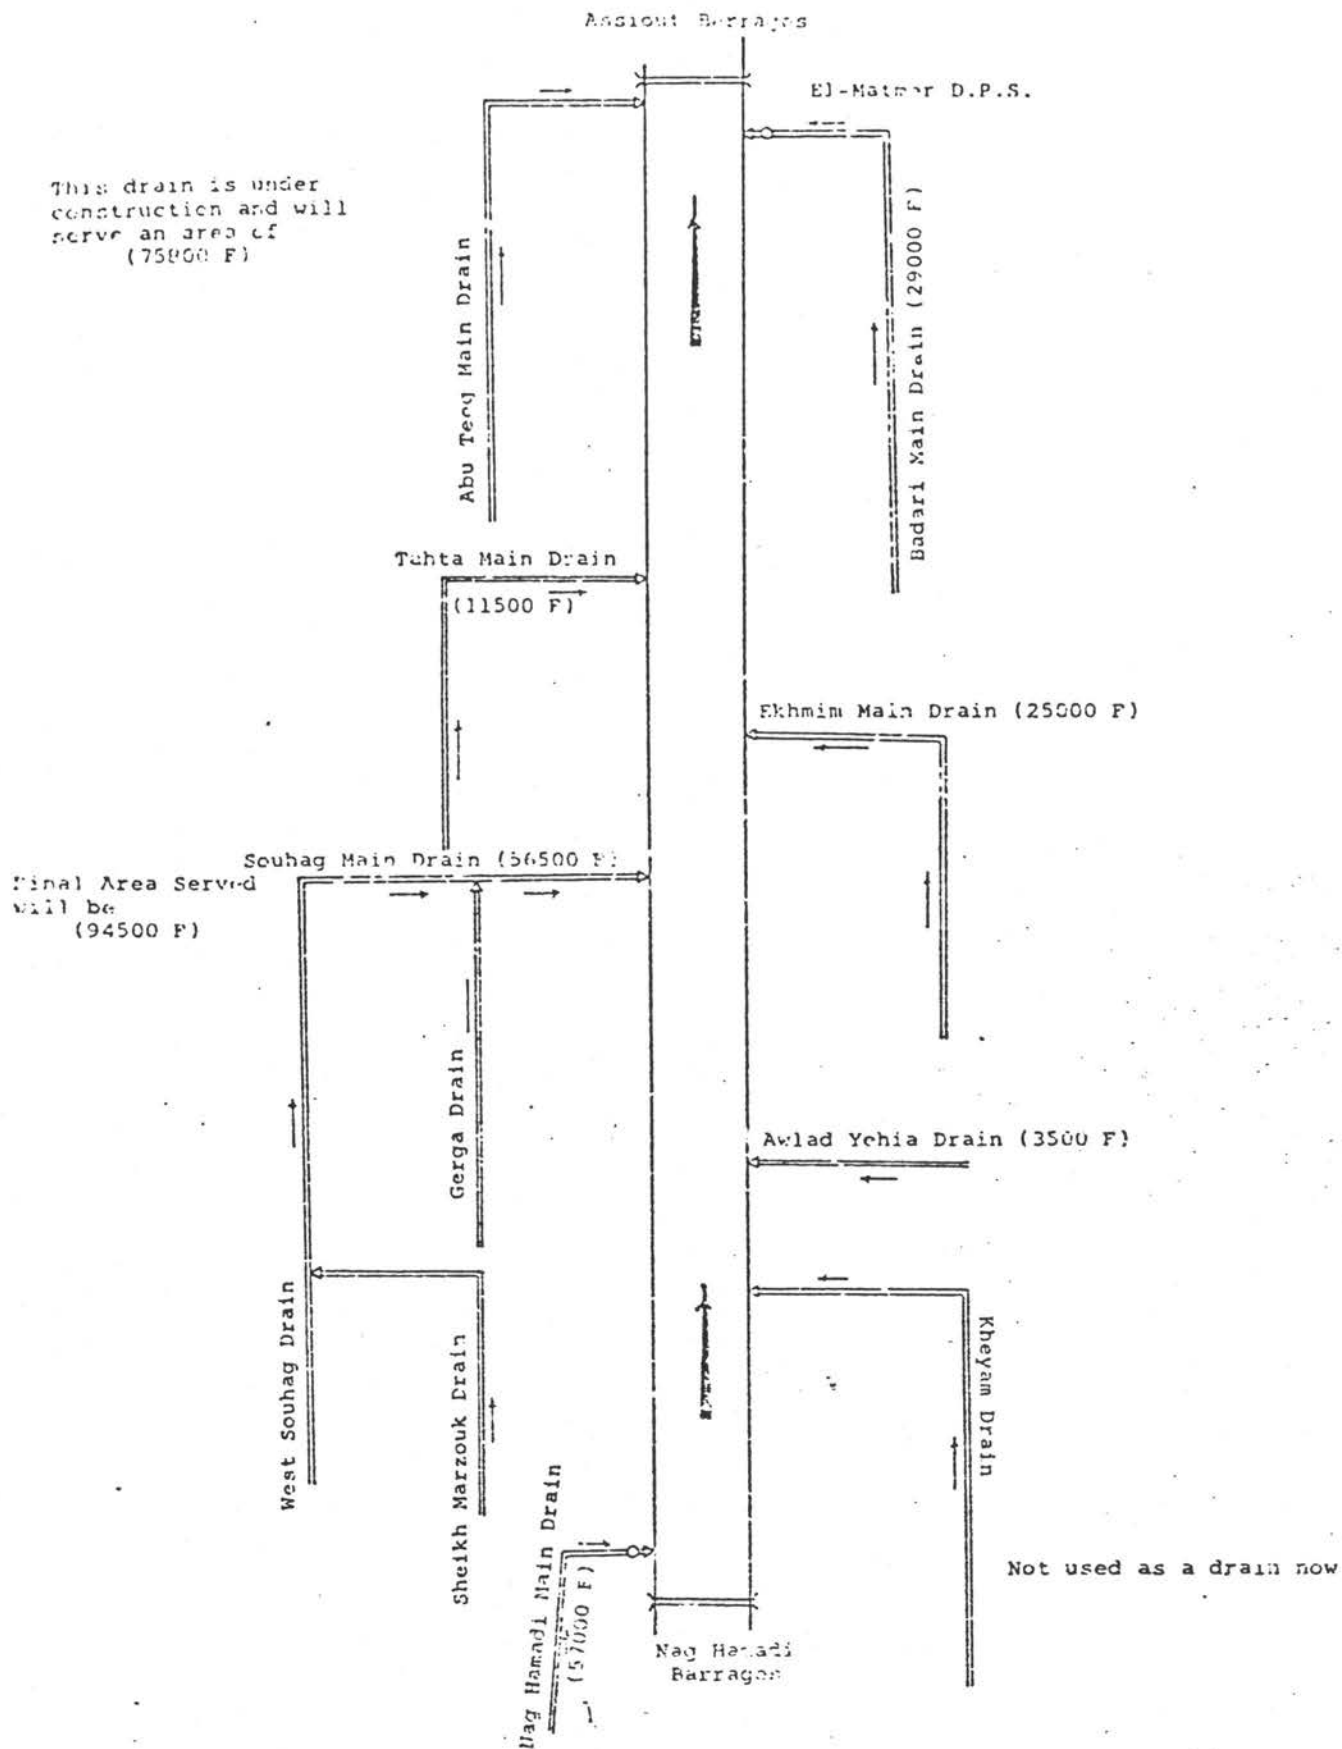 Assiout Barrages
El-Matmar D.P.S.
This drain is under
construction and will
serve an area of
(75800 F)
Abu Teeg Main Drain
Badari Main Drain (29000 F)
Tahta Main Drain
(11500 F)
Ekhmim Main Drain (25000 F)
Souhag Main Drain (56500 F)
Final Area Served
will be
(94500 F)
Gerga Drain
Awlad Yehia Drain (3500 F)
West Souhag Drain
Sheikh Marzouk Drain
Kheyam Drain
Nag Hamadi Main Drain
(57000 F)
Not used as a drain now
Nag Hamadi
Barrages